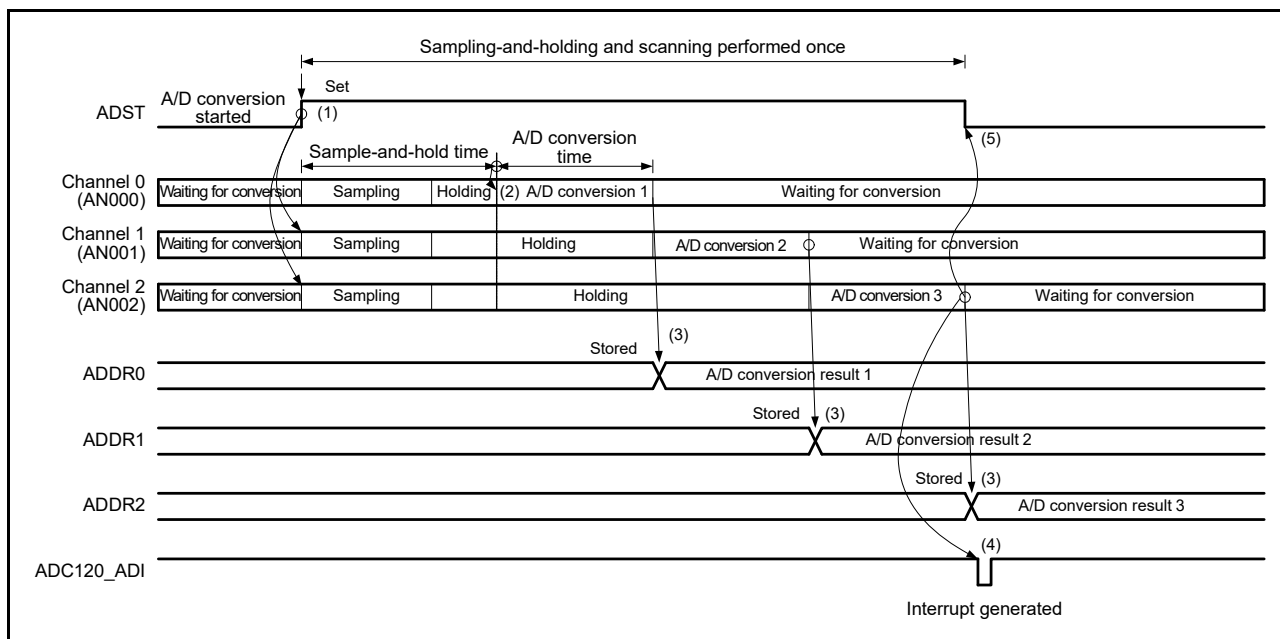 Sampling-and-holding and scanning performed once
Set
ADST
A/D conversion
started
(1)
(5)
Sample-and-hold time
A/D conversion
time
Channel 0
(AN000)
Waiting for conversion
Sampling
Holding
(2)
A/D conversion 1
Waiting for conversion
Channel 1
(AN001)
Waiting for conversion
Sampling
Holding
A/D conversion 2
Waiting for conversion
Channel 2
(AN002)
Waiting for conversion
Sampling
Holding
A/D conversion 3
Waiting for conversion
Stored
(3)
ADDR0
A/D conversion result 1
Stored
(3)
ADDR1
A/D conversion result 2
Stored
(3)
ADDR2
A/D conversion result 3
(4)
ADC120_ADI
Interrupt generated